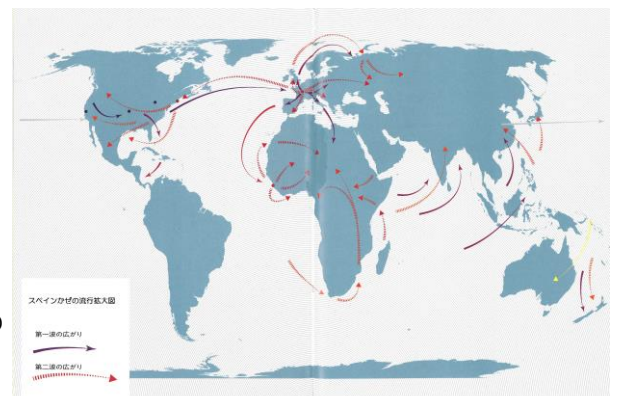 スペインかぜの流行拡大図
第一波の広がり
第二波の広がり